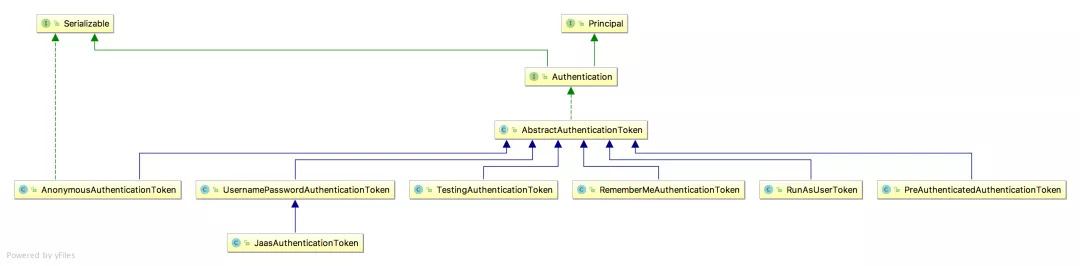 Serializable
Principal
Authentication
AbstractAuthenticationToken
AnonymousAuthenticationToken
UsernamePasswordAuthenticationToken
TestingAuthenticationToken
RememberMeAuthenticationToken
RunAsUserToken
PreAuthenticatedAuthenticationToken
JaasAuthenticationToken
Powered by yFiles